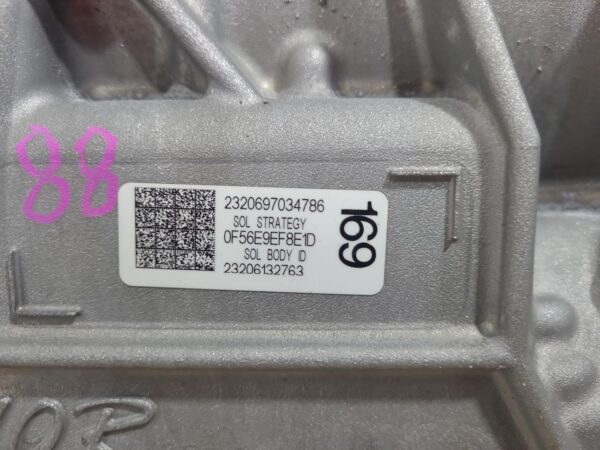 88
2320697034786
SOL STRATEGY
0F56E9EF8E1D
SOL BODY ID
23206132763
169